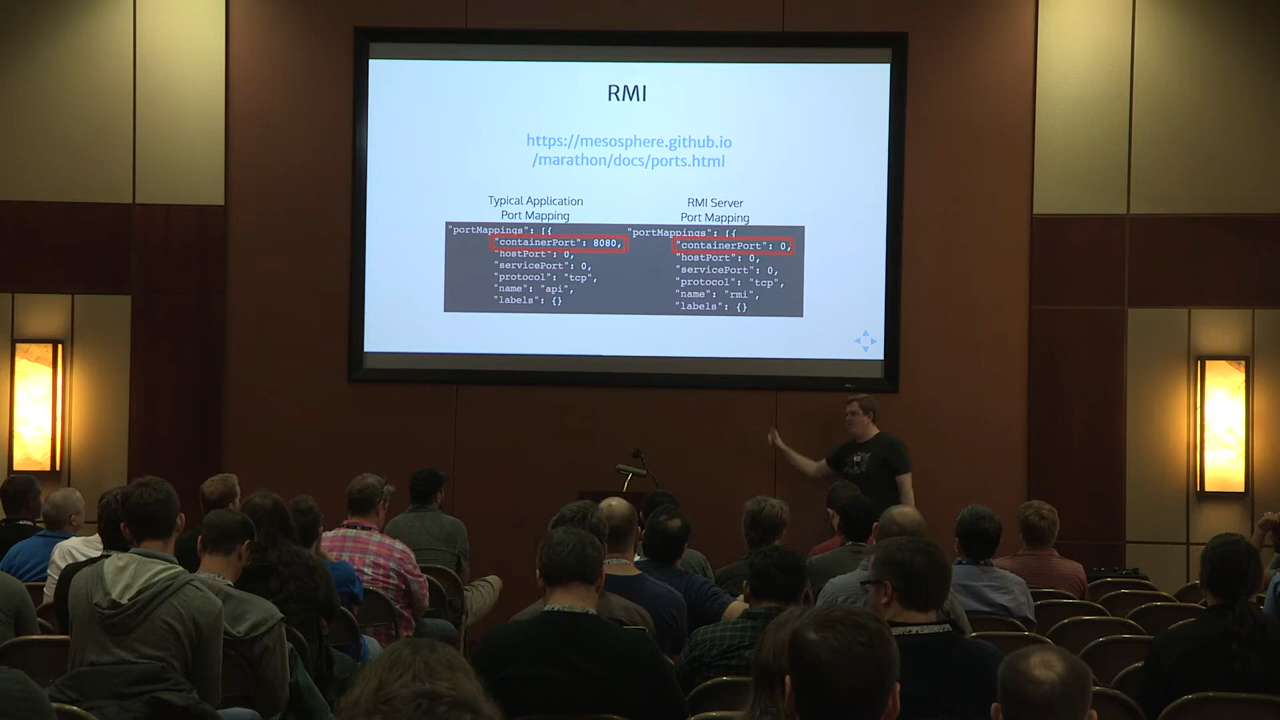 RMI
https://mesosphere.github.io
/marathon/docs/ports.html
Typical Application
Port Mapping
"portMappings": [{
"containerPort": 8080,
"hostPort": 0,
"servicePort": 0,
"protocol": "tcp",
"name": "api",
"labels": {}
RMI Server
Port Mapping
"portMappings": [{
"containerPort": 0,
"hostPort": 0,
"servicePort": 0,
"protocol": "tcp",
"name": "rmi",
"labels": {}